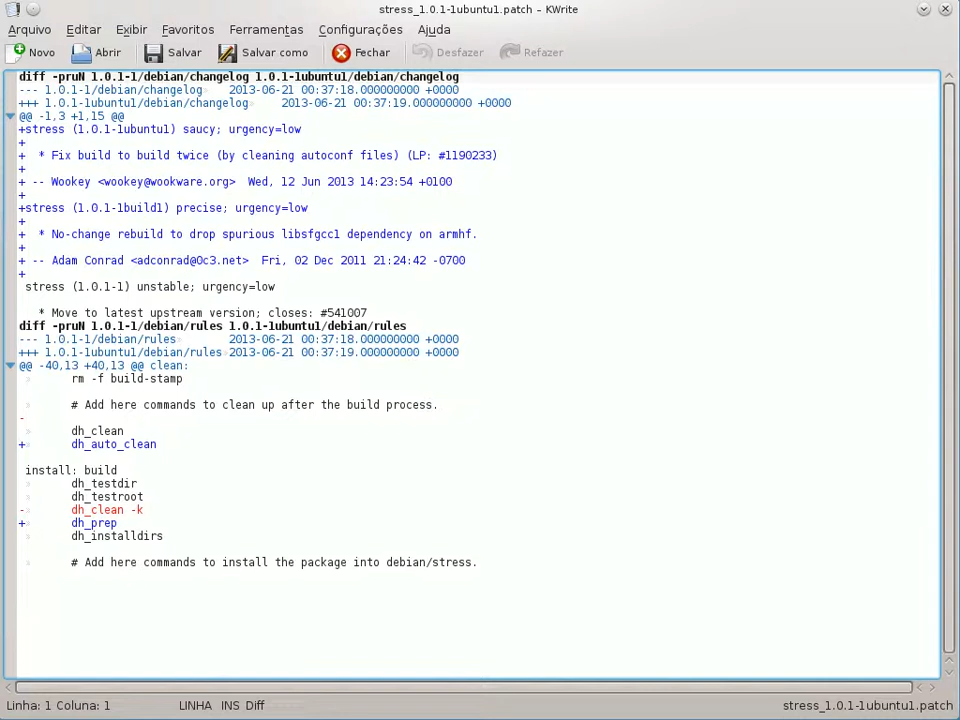 stress_1.0.1-1ubuntu1.patch – KWrite
Arquivo Editar Exibir Favoritos Ferramentas Configurações Ajuda
Novo Abrir Salvar Salvar como Fechar Desfazer Refazer
diff -pruN 1.0.1-1/debian/changelog 1.0.1-1ubuntu1/debian/changelog
--- 1.0.1-1/debian/changelog 2013-06-21 00:37:18.000000000 +0000
+++ 1.0.1-1ubuntu1/debian/changelog 2013-06-21 00:37:19.000000000 +0000
@@ -1,3 +1,15 @@
+stress (1.0.1-1ubuntu1) saucy; urgency=low
+
+  * Fix build to build twice (by cleaning autoconf files) (LP: #1190233)
+
+ -- Wookey <wookey@wookware.org>  Wed, 12 Jun 2013 14:23:54 +0100
+
+stress (1.0.1-1build1) precise; urgency=low
+
+  * No-change rebuild to drop spurious libsfgcc1 dependency on armhf.
+
+ -- Adam Conrad <adconrad@0c3.net>  Fri, 02 Dec 2011 21:24:42 -0700
+
 stress (1.0.1-1) unstable; urgency=low
   * Move to latest upstream version; closes: #541007
diff -pruN 1.0.1-1/debian/rules 1.0.1-1ubuntu1/debian/rules
--- 1.0.1-1/debian/rules 2013-06-21 00:37:18.000000000 +0000
+++ 1.0.1-1ubuntu1/debian/rules 2013-06-21 00:37:19.000000000 +0000
@@ -40,13 +40,13 @@ clean:
 	rm -f build-stamp
 	# Add here commands to clean up after the build process.
-
 	dh_clean
+	dh_auto_clean
 install: build
 	dh_testdir
 	dh_testroot
-	dh_clean -k
+	dh_prep
 	dh_installdirs
 	# Add here commands to install the package into debian/stress.
Linha: 1 Coluna: 1 LINHA INS Diff stress_1.0.1-1ubuntu1.patch